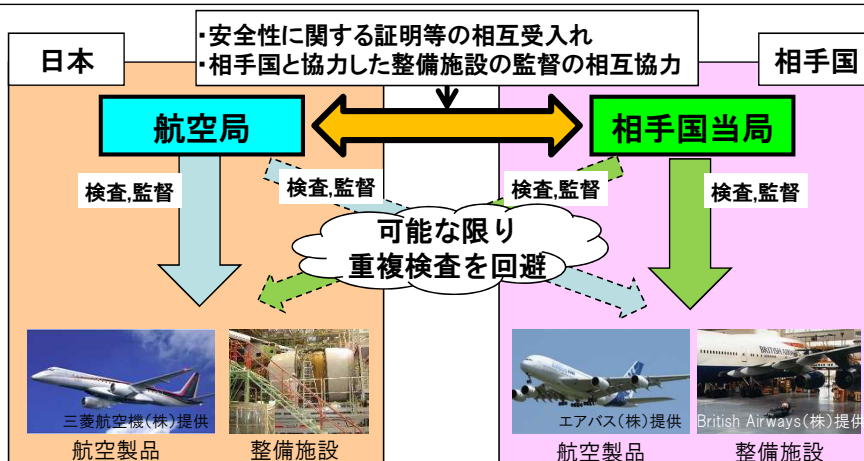 ・安全性に関する証明等の相互受入れ
・相手国と協力した整備施設の監督の相互協力
日本
相手国
航空局
相手国当局
検査,監督
検査,監督
検査,監督
検査,監督
可能な限り
重複検査を回避
三菱航空機(株)提供
エアバス(株)提供
BRITISH AIRWAYS
British Airways(株)提供
航空製品
整備施設
航空製品
整備施設